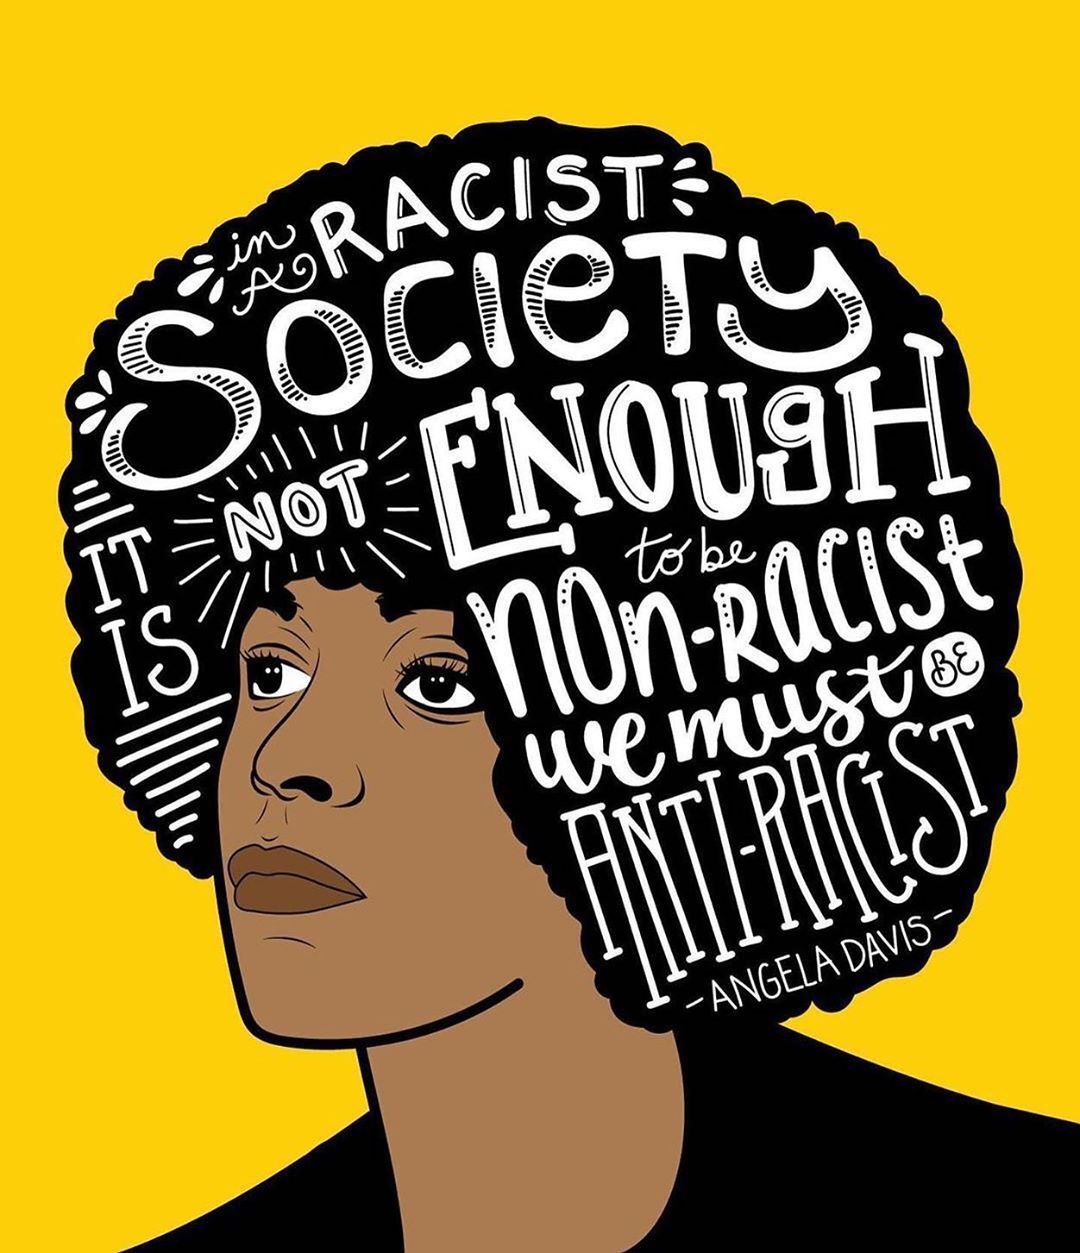 in A RACIST
SOCIETY
IT IS NOT ENOUGH
to be
NON-RACIST
we must BE
ANTI-RACIST
- ANGELA DAVIS -